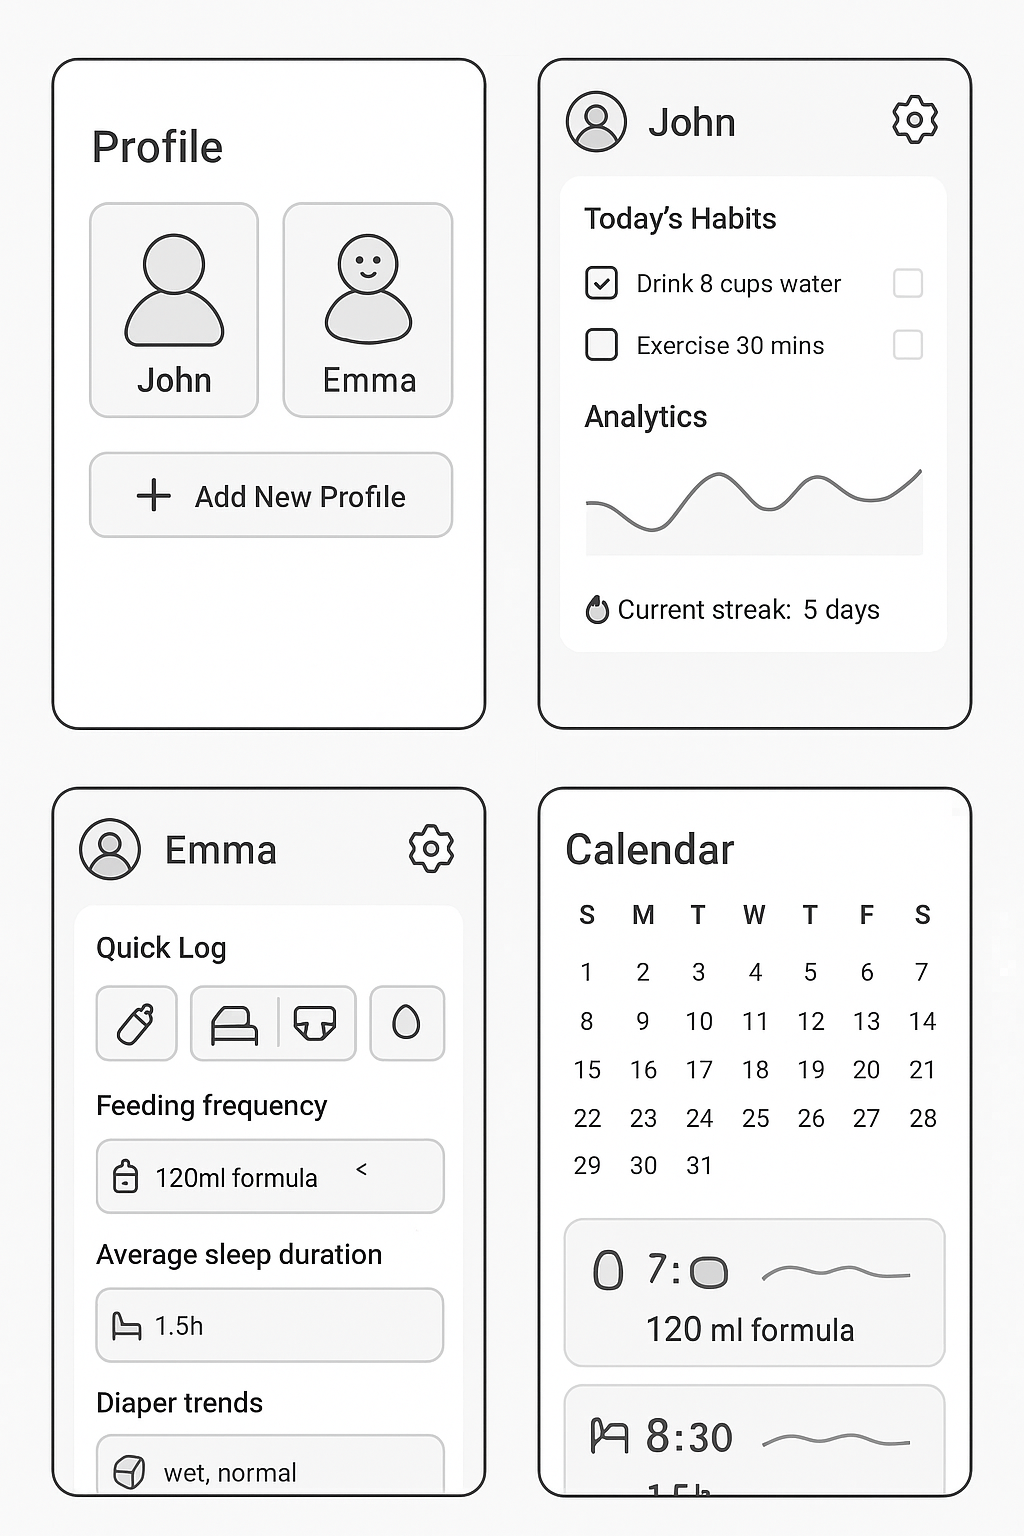 Profile
John
Emma
Add New Profile
John
Today's Habits
Drink 8 cups water
Exercise 30 mins
Analytics
Current streak: 5 days
Emma
Quick Log
Feeding frequency
120ml formula <
Average sleep duration
1.5h
Diaper trends
wet, normal
Calendar
S M T W T F S
1 2 3 4 5 6 7
8 9 10 11 12 13 14
15 16 17 18 19 20 21
22 23 24 25 26 27 28
29 30 31
7:
120 ml formula
8:30